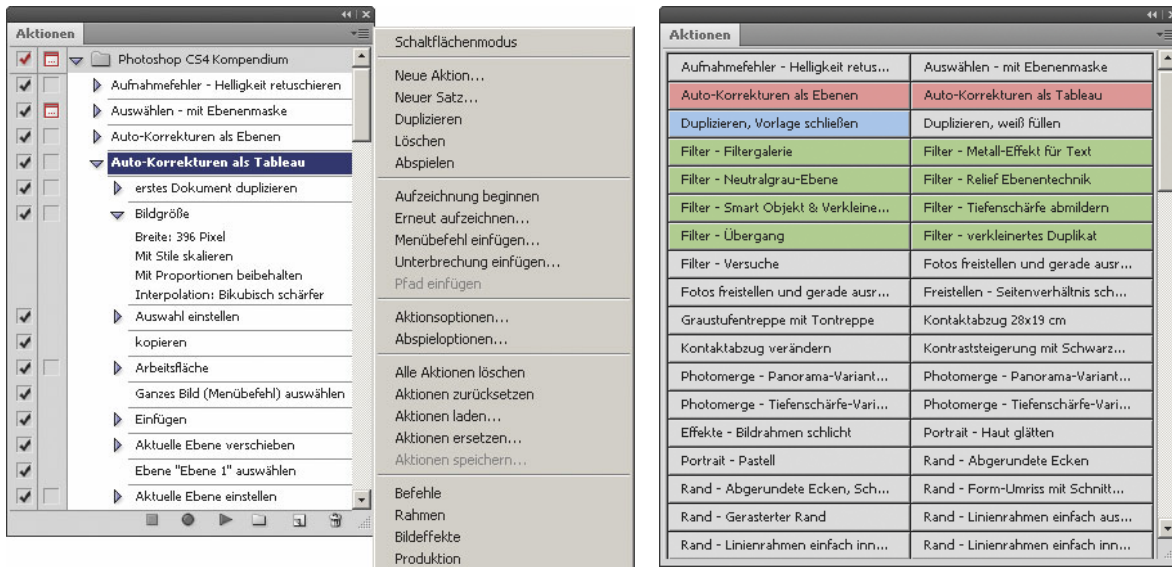 Aktionen
Photoshop CS4 Kompendium
Aufnahmefehler - Helligkeit retuschieren
Auswählen - mit Ebenenmaske
Auto-Korrekturen als Ebenen
Auto-Korrekturen als Tableau
erstes Dokument duplizieren
Bildgröße
Breite: 396 Pixel
Mit Stile skalieren
Mit Proportionen beibehalten
Interpolation: Bikubisch schärfer
Auswahl einstellen
kopieren
Arbeitsfläche
Ganzes Bild (Menübefehl) auswählen
Einfügen
Aktuelle Ebene verschieben
Ebene "Ebene 1" auswählen
Aktuelle Ebene einstellen
Schaltflächenmodus
Neue Aktion...
Neuer Satz...
Duplizieren
Löschen
Abspielen
Aufzeichnung beginnen
Erneut aufzeichnen...
Menübefehl einfügen...
Unterbrechung einfügen...
Pfad einfügen
Aktionsoptionen...
Abspieloptionen...
Alle Aktionen löschen
Aktionen zurücksetzen
Aktionen laden...
Aktionen ersetzen...
Aktionen speichern...
Befehle
Rahmen
Bildeffekte
Produktion
Aktionen
Aufnahmefehler - Helligkeit retus... Auswählen - mit Ebenenmaske
Auto-Korrekturen als Ebenen Auto-Korrekturen als Tableau
Duplizieren, Vorlage schließen Duplizieren, weiß füllen
Filter - Filtergalerie Filter - Metall-Effekt für Text
Filter - Neutralgrau-Ebene Filter - Relief Ebenentechnik
Filter - Smart Objekt & Verkleine... Filter - Tiefenschärfe abmildern
Filter - Übergang Filter - verkleinertes Duplikat
Filter - Versuche Fotos freistellen und gerade ausr...
Fotos freistellen und gerade ausr... Freistellen - Seitenverhältnis sch...
Graustufentreppe mit Tontreppe Kontaktabzug 28x19 cm
Kontaktabzug verändern Kontraststeigerung mit Schwarz...
Photomerge - Panorama-Variant... Photomerge - Panorama-Variant...
Photomerge - Tiefenschärfe-Vari... Photomerge - Tiefenschärfe-Vari...
Effekte - Bildrahmen schlicht Portrait - Haut glätten
Portrait - Pastell Rand - Abgerundete Ecken
Rand - Abgerundete Ecken, Sch... Rand - Form-Umriss mit Schnitt...
Rand - Gerasterter Rand Rand - Linienrahmen einfach aus...
Rand - Linienrahmen einfach inn... Rand - Linienrahmen einfach inn...